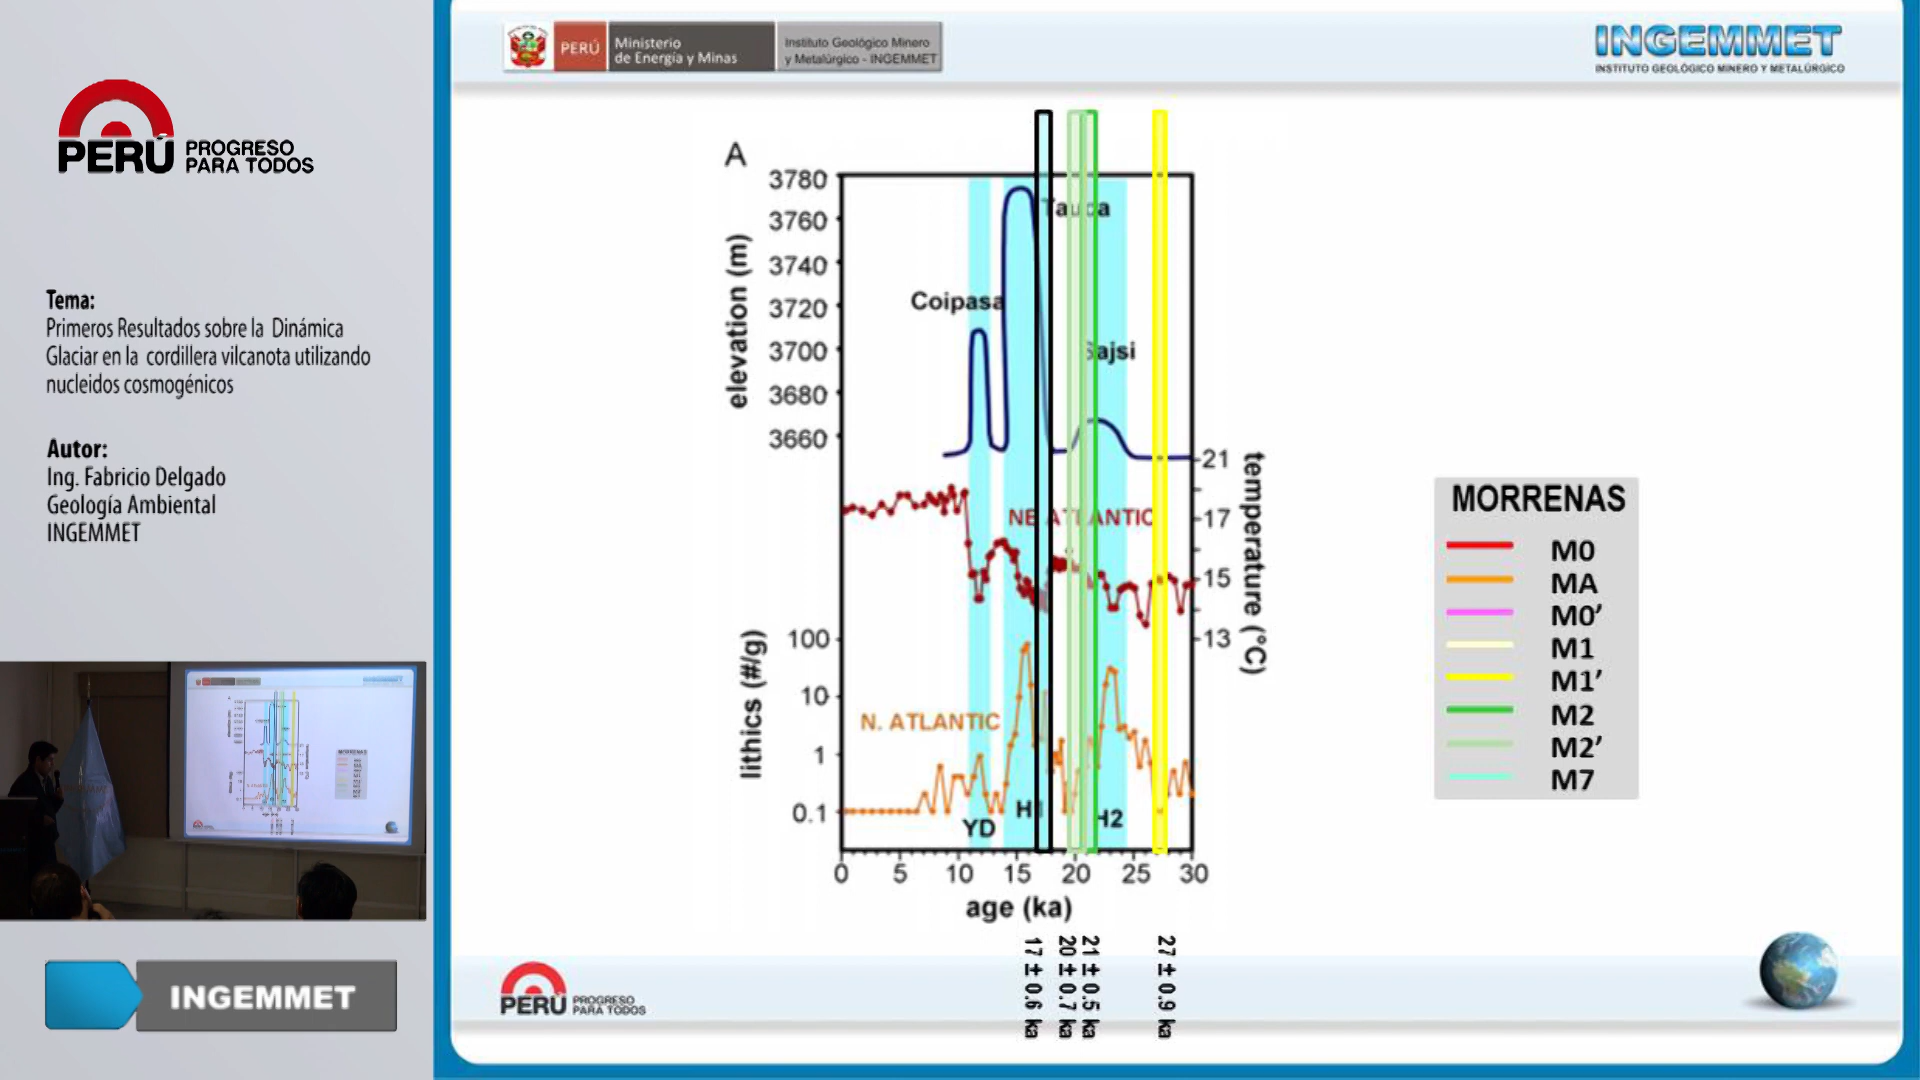 PERÚ
PROGRESO
PARA TODOS
Tema:
Primeros Resultados sobre la Dinámica
Glaciar en la cordillera vilcanota utilizando
nucleidos cosmogénicos
Autor:
Ing. Fabricio Delgado
Geología Ambiental
INGEMMET
INGEMMET
PERÚ
Ministerio
de Energía y Minas
Instituto Geológico Minero
y Metalúrgico - INGEMMET
INGEMMET
INSTITUTO GEOLÓGICO MINERO Y METALÚRGICO
A
elevation (m)
3780
3760
3740
3720
3700
3680
3660
Coipasa
Tauca
Sajsi
temperature (°C)
21
17
15
13
NE ATLANTIC
lithics (#/g)
100
10
1
0.1
N. ATLANTIC
YD
H1
H2
0 5 10 15 20 25 30
age (ka)
17 ± 0.6 ka
20 ± 0.7 ka
21 ± 0.5 ka
27 ± 0.9 ka
MORRENAS
M0
MA
M0’
M1
M1’
M2
M2’
M7
PERÚ
PROGRESO
PARA TODOS